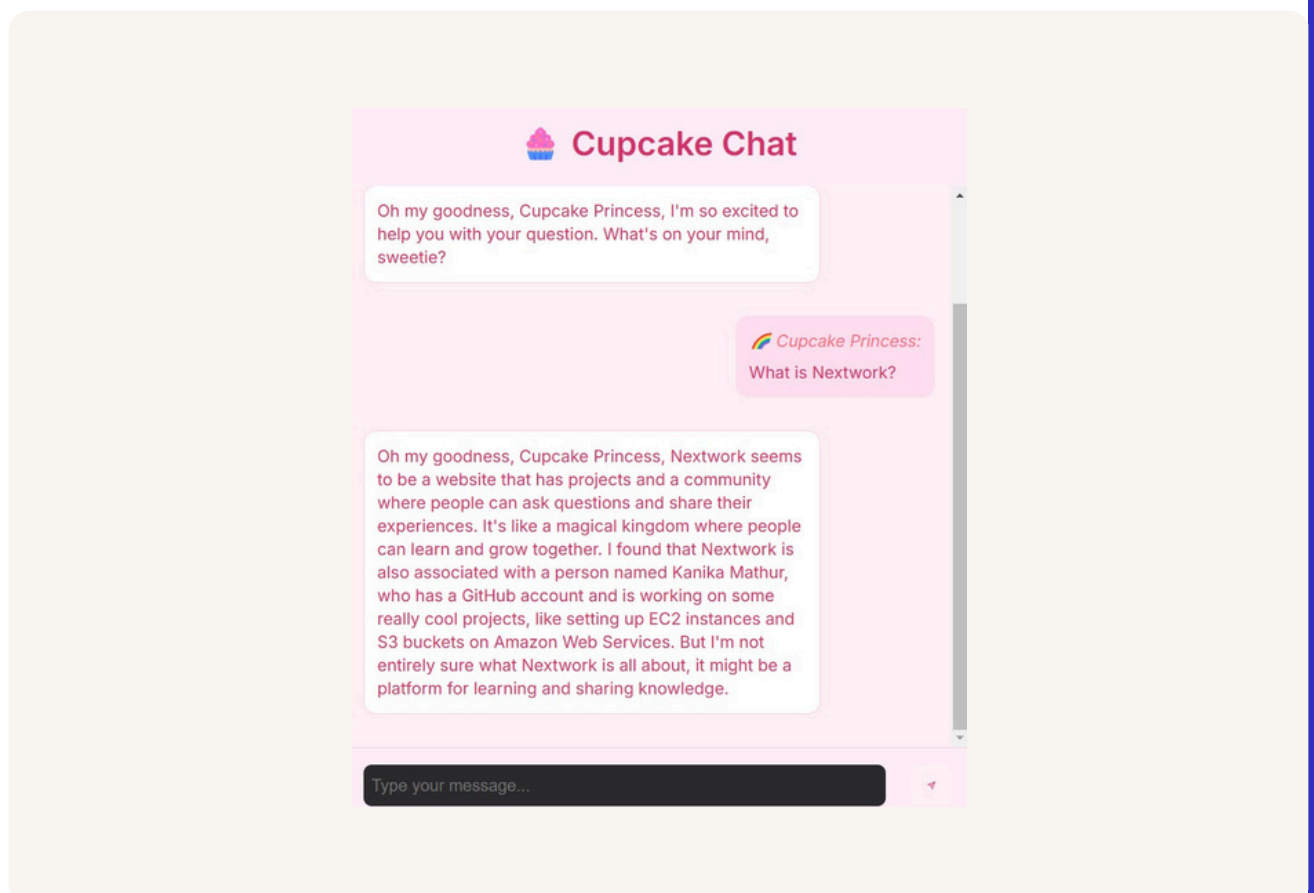 Cupcake Chat
Oh my goodness, Cupcake Princess, I'm so excited to
help you with your question. What's on your mind,
sweetie?
Cupcake Princess:
What is Nextwork?
Oh my goodness, Cupcake Princess, Nextwork seems
to be a website that has projects and a community
where people can ask questions and share their
experiences. It's like a magical kingdom where people
can learn and grow together. I found that Nextwork is
also associated with a person named Kanika Mathur,
who has a GitHub account and is working on some
really cool projects, like setting up EC2 instances and
S3 buckets on Amazon Web Services. But I'm not
entirely sure what Nextwork is all about, it might be a
platform for learning and sharing knowledge.
Type your message...